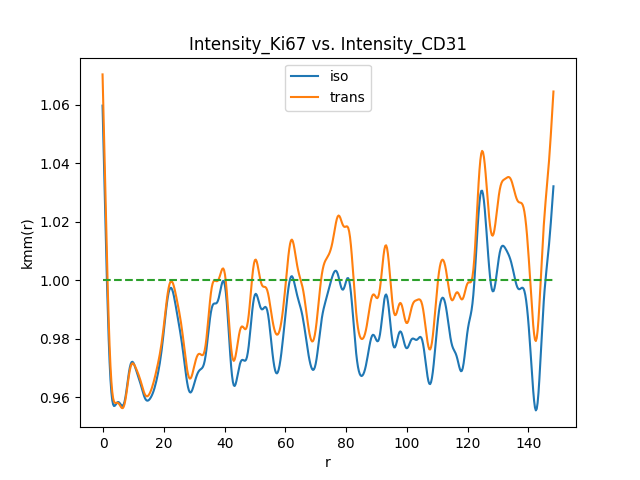 Intensity_Ki67 vs. Intensity_CD31
iso
trans
1.06
1.04
1.02
1.00
0.98
0.96
kmm(r)
0 20 40 60 80 100 120 140
r